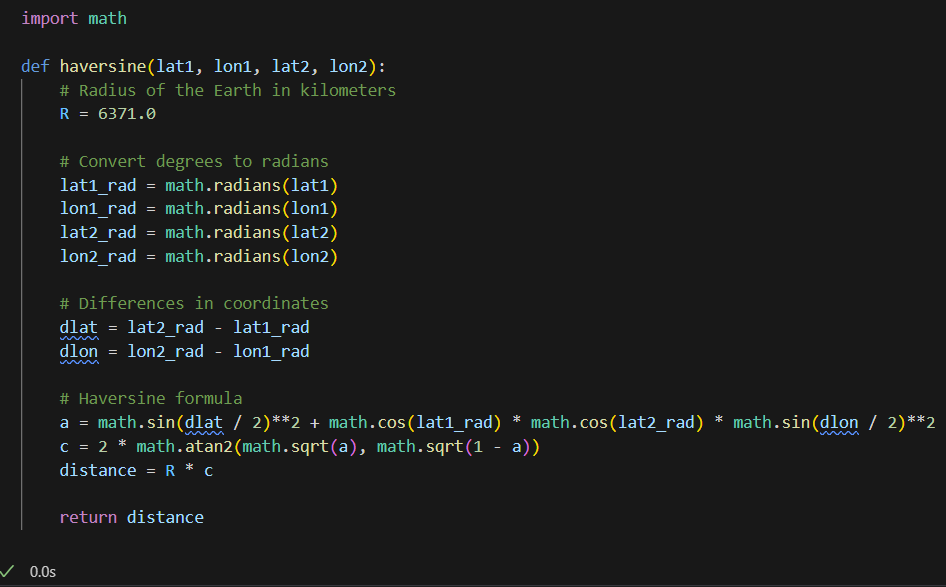 import math
def haversine(lat1, lon1, lat2, lon2):
# Radius of the Earth in kilometers
R = 6371.0
# Convert degrees to radians
lat1_rad = math.radians(lat1)
lon1_rad = math.radians(lon1)
lat2_rad = math.radians(lat2)
lon2_rad = math.radians(lon2)
# Differences in coordinates
dlat = lat2_rad - lat1_rad
dlon = lon2_rad - lon1_rad
# Haversine formula
a = math.sin(dlat / 2)**2 + math.cos(lat1_rad) * math.cos(lat2_rad) * math.sin(dlon / 2)**2
c = 2 * math.atan2(math.sqrt(a), math.sqrt(1 - a))
distance = R * c
return distance
0.0s